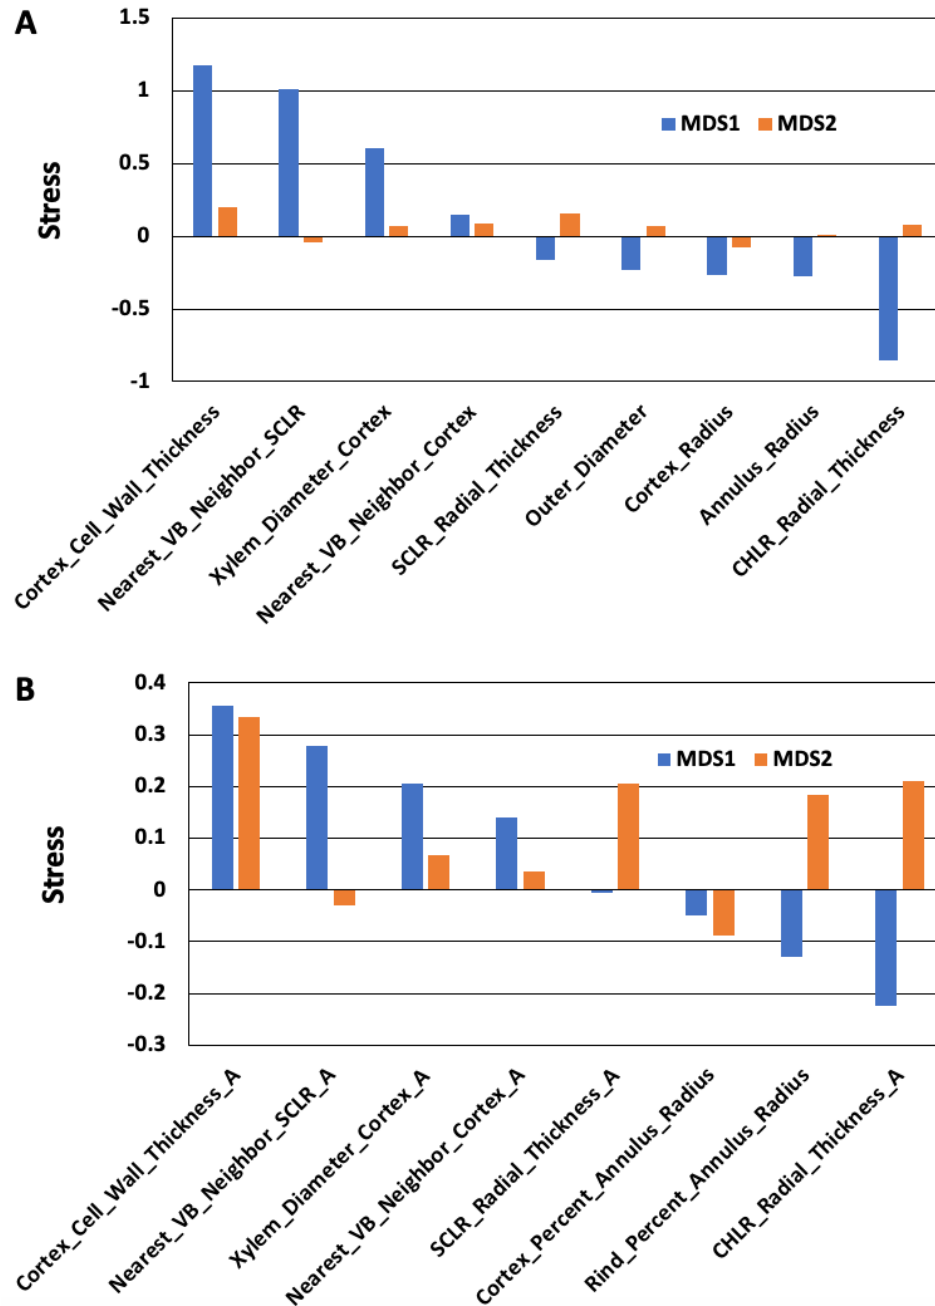 A
1.5
1
0.5
0
-0.5
-1
Stress
MDS1 MDS2
Cortex_Cell_Wall_Thickness
Nearest_VB_Neighbor_SCLR
Xylem_Diameter_Cortex
Nearest_VB_Neighbor_Cortex
SCLR_Radial_Thickness
Outer_Diameter
Cortex_Radius
Annulus_Radius
CHLR_Radial_Thickness
B
0.4
0.3
0.2
0.1
0
-0.1
-0.2
-0.3
Stress
MDS1 MDS2
Cortex_Cell_Wall_Thickness_A
Nearest_VB_Neighbor_SCLR_A
Xylem_Diameter_Cortex_A
Nearest_VB_Neighbor_Cortex_A
SCLR_Radial_Thickness_A
Cortex_Percent_Annulus_Radius
Rind_Percent_Annulus_Radius
CHLR_Radial_Thickness_A